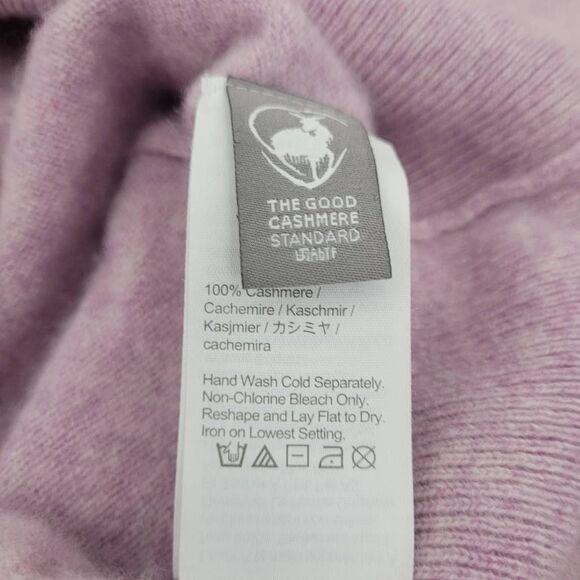 THE GOOD
CASHMERE
STANDARD
100% Cashmere /
Cachemire / Kaschmir /
Kasjmier / カシミヤ /
cachemira
Hand Wash Cold Separately.
Non-Chlorine Bleach Only.
Reshape and Lay Flat to Dry.
Iron on Lowest Setting.